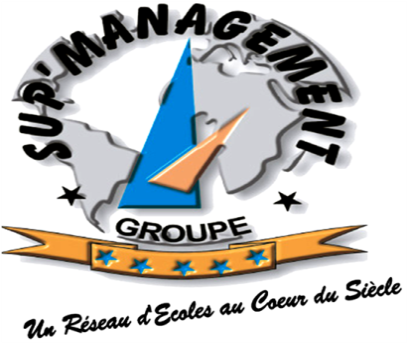 SUP'MANAGEMENT
GROUPE
Un Réseau d'Ecoles au Coeur du Siècle